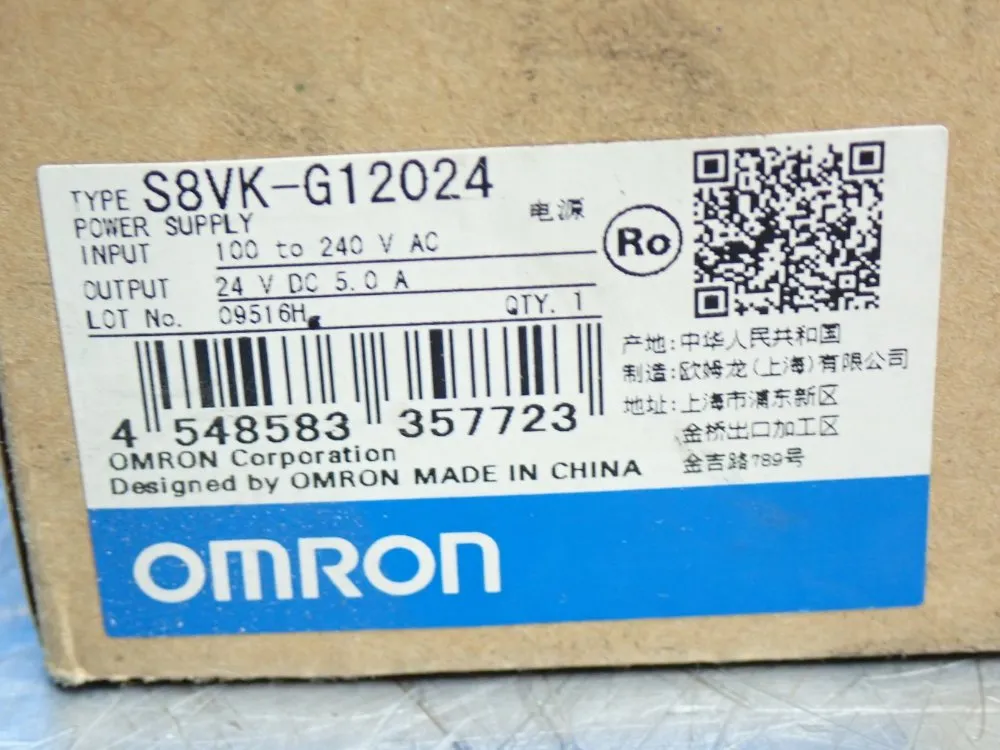 TYPE S8VK-G12024
POWER SUPPLY 电源
INPUT 100 to 240 V AC
OUTPUT 24 V DC 5.0 A
LOT No. 09516H QTY. 1
Ro
4 548583 357723
OMRON Corporation
Designed by OMRON MADE IN CHINA
产地:中华人民共和国
制造:欧姆龙(上海)有限公司
地址:上海市浦东新区
金桥出口加工区
金吉路789号
OMRON